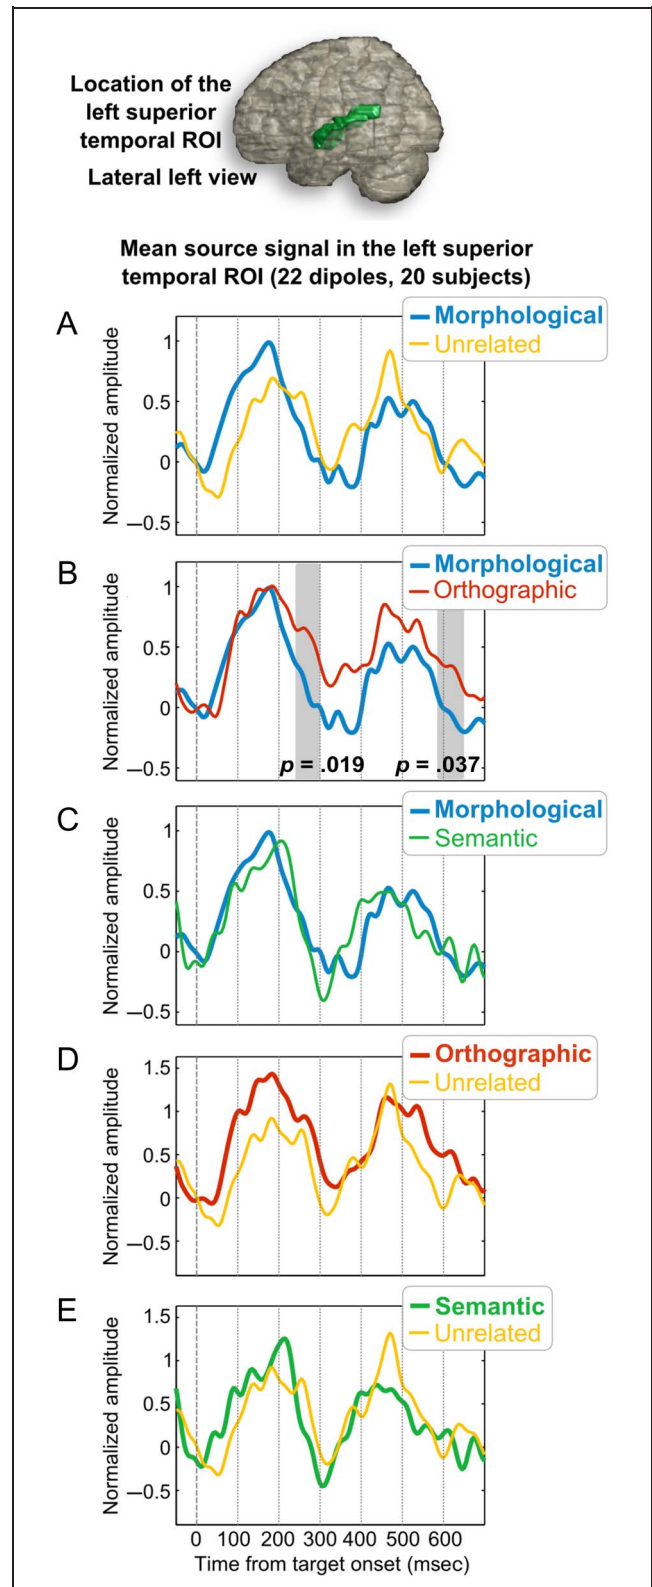 Location of the
left superior
temporal ROI
Lateral left view
Mean source signal in the left superior
temporal ROI (22 dipoles, 20 subjects)
A
Morphological
Unrelated
Normalized amplitude
1
0.5
0
−0.5
B
Morphological
Orthographic
Normalized amplitude
1
0.5
0
−0.5
p = .019
p = .037
C
Morphological
Semantic
Normalized amplitude
1
0.5
0
−0.5
D
Orthographic
Unrelated
Normalized amplitude
1.5
1
0.5
0
−0.5
E
Semantic
Unrelated
Normalized amplitude
1.5
1
0.5
0
−0.5
0 100 200 300 400 500 600
Time from target onset (msec)